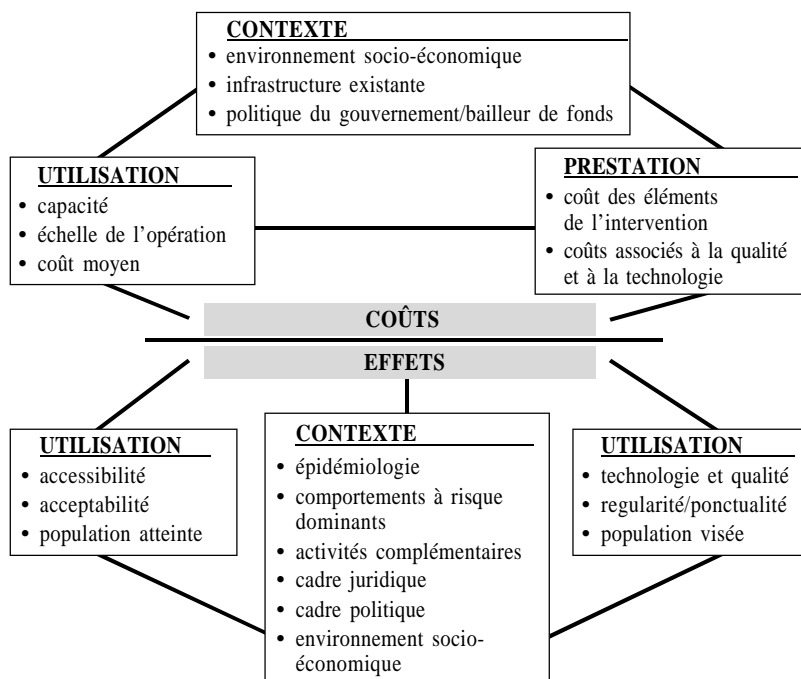 CONTEXTE
• environnement socio-économique
• infrastructure existante
• politique du gouvernement/bailleur de fonds
UTILISATION
• capacité
• échelle de l'opération
• coût moyen
PRESTATION
• coût des éléments
de l'intervention
• coûts associés à la qualité
et à la technologie
COÛTS
EFFETS
UTILISATION
• accessibilité
• acceptabilité
• population atteinte
CONTEXTE
• épidémiologie
• comportements à risque
dominants
• activités complémentaires
• cadre juridique
• cadre politique
• environnement socio-
économique
UTILISATION
• technologie et qualité
• regularité/ponctualité
• population visée